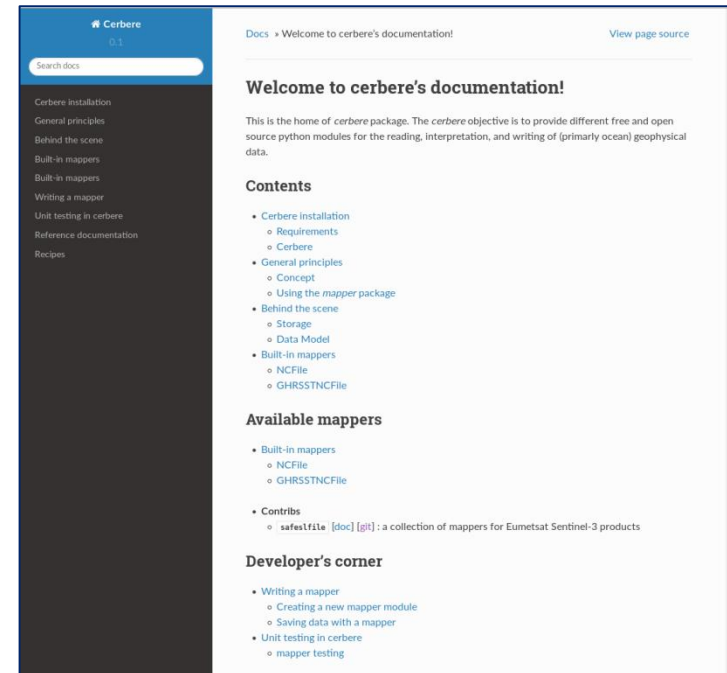 Cerbere
0.1
Search docs
Cerbere installation
General principles
Behind the scene
Built-in mappers
Built-in mappers
Writing a mapper
Unit testing in cerbere
Reference documentation
Recipes
Docs » Welcome to cerbere's documentation!
View page source
Welcome to cerbere's documentation!
This is the home of cerbere package. The cerbere objective is to provide different free and open
source python modules for the reading, interpretation, and writing of (primarly ocean) geophysical
data.
Contents
• Cerbere installation
◦ Requirements
◦ Cerbere
• General principles
◦ Concept
◦ Using the mapper package
• Behind the scene
◦ Storage
◦ Data Model
• Built-in mappers
◦ NCFile
◦ GHRSSTNCFile
Available mappers
• Built-in mappers
◦ NCFile
◦ GHRSSTNCFile
• Contribs
◦ safeslfile [doc] [git] : a collection of mappers for Eumetsat Sentinel-3 products
Developer's corner
• Writing a mapper
◦ Creating a new mapper module
◦ Saving data with a mapper
• Unit testing in cerbere
◦ mapper testing